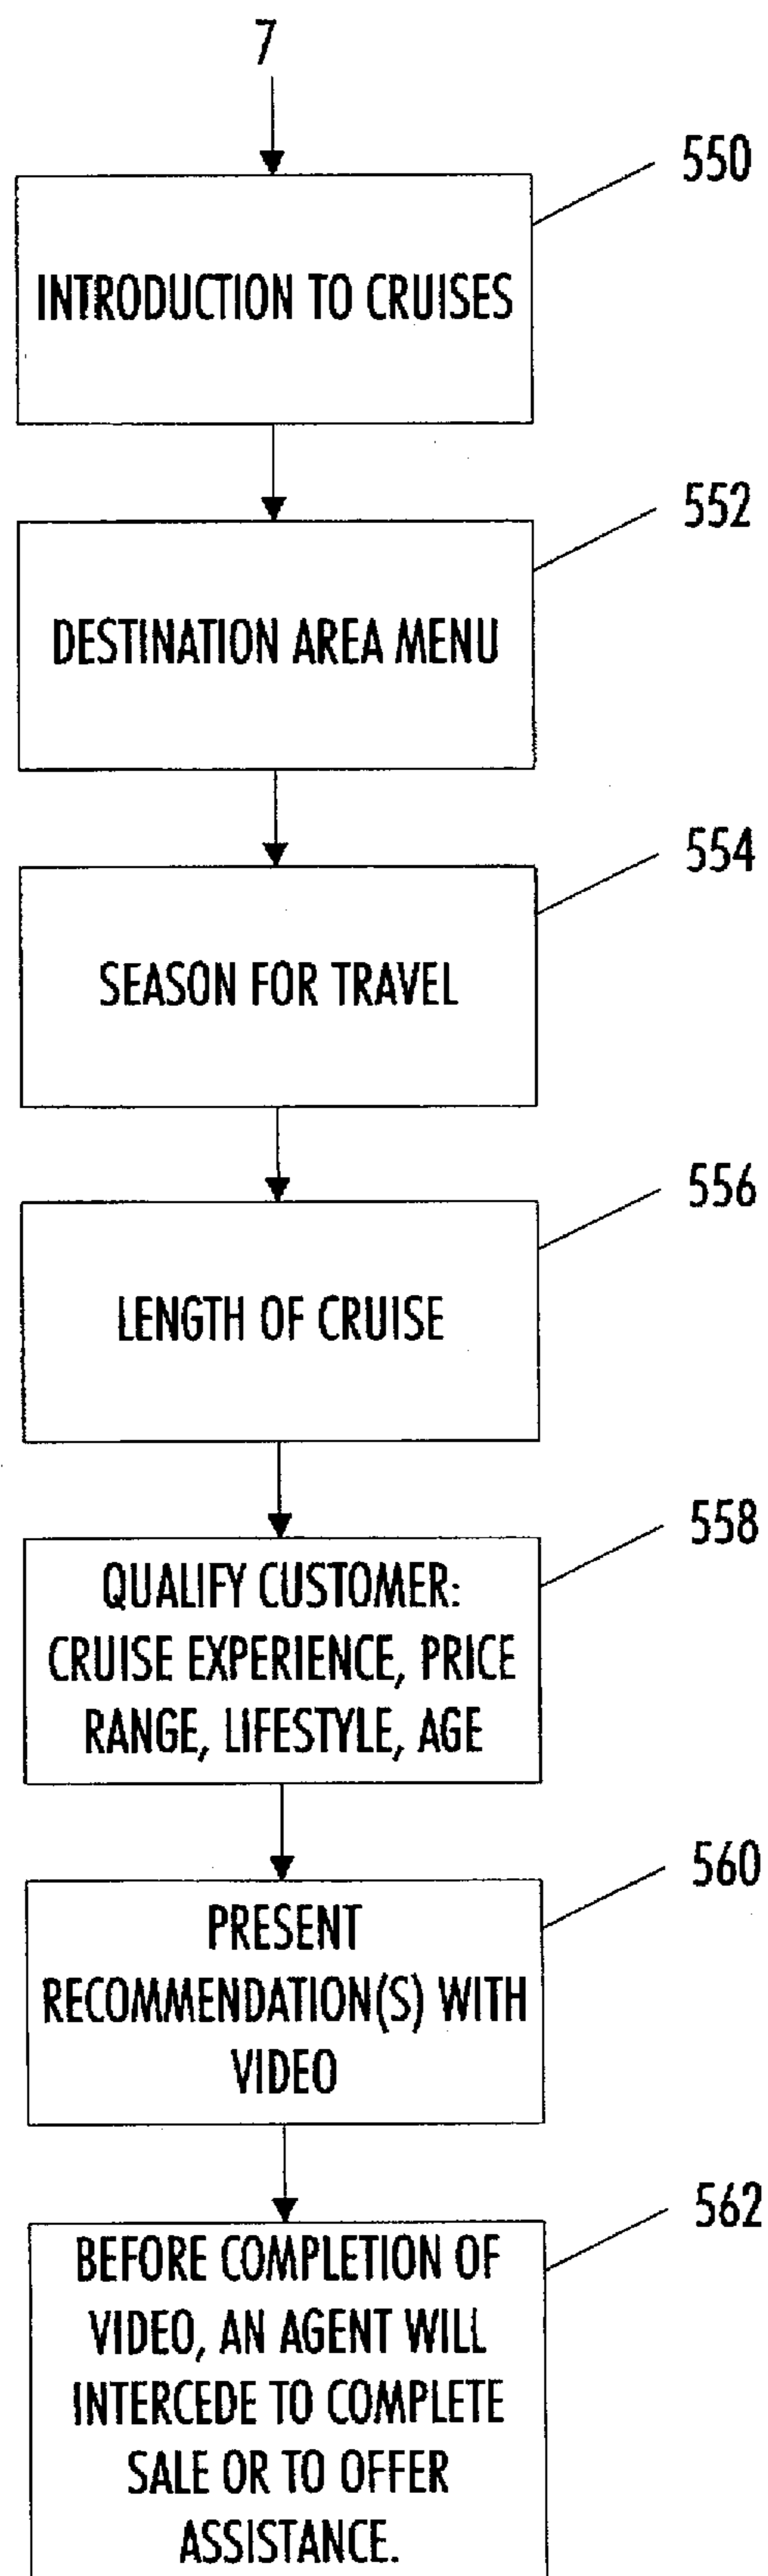 7
550
INTRODUCTION TO CRUISES
552
DESTINATION AREA MENU
554
SEASON FOR TRAVEL
556
LENGTH OF CRUISE
558
QUALIFY CUSTOMER:
CRUISE EXPERIENCE, PRICE
RANGE, LIFESTYLE, AGE
560
PRESENT
RECOMMENDATION(S) WITH
VIDEO
562
BEFORE COMPLETION OF
VIDEO, AN AGENT WILL
INTERCEDE TO COMPLETE
SALE OR TO OFFER
ASSISTANCE.